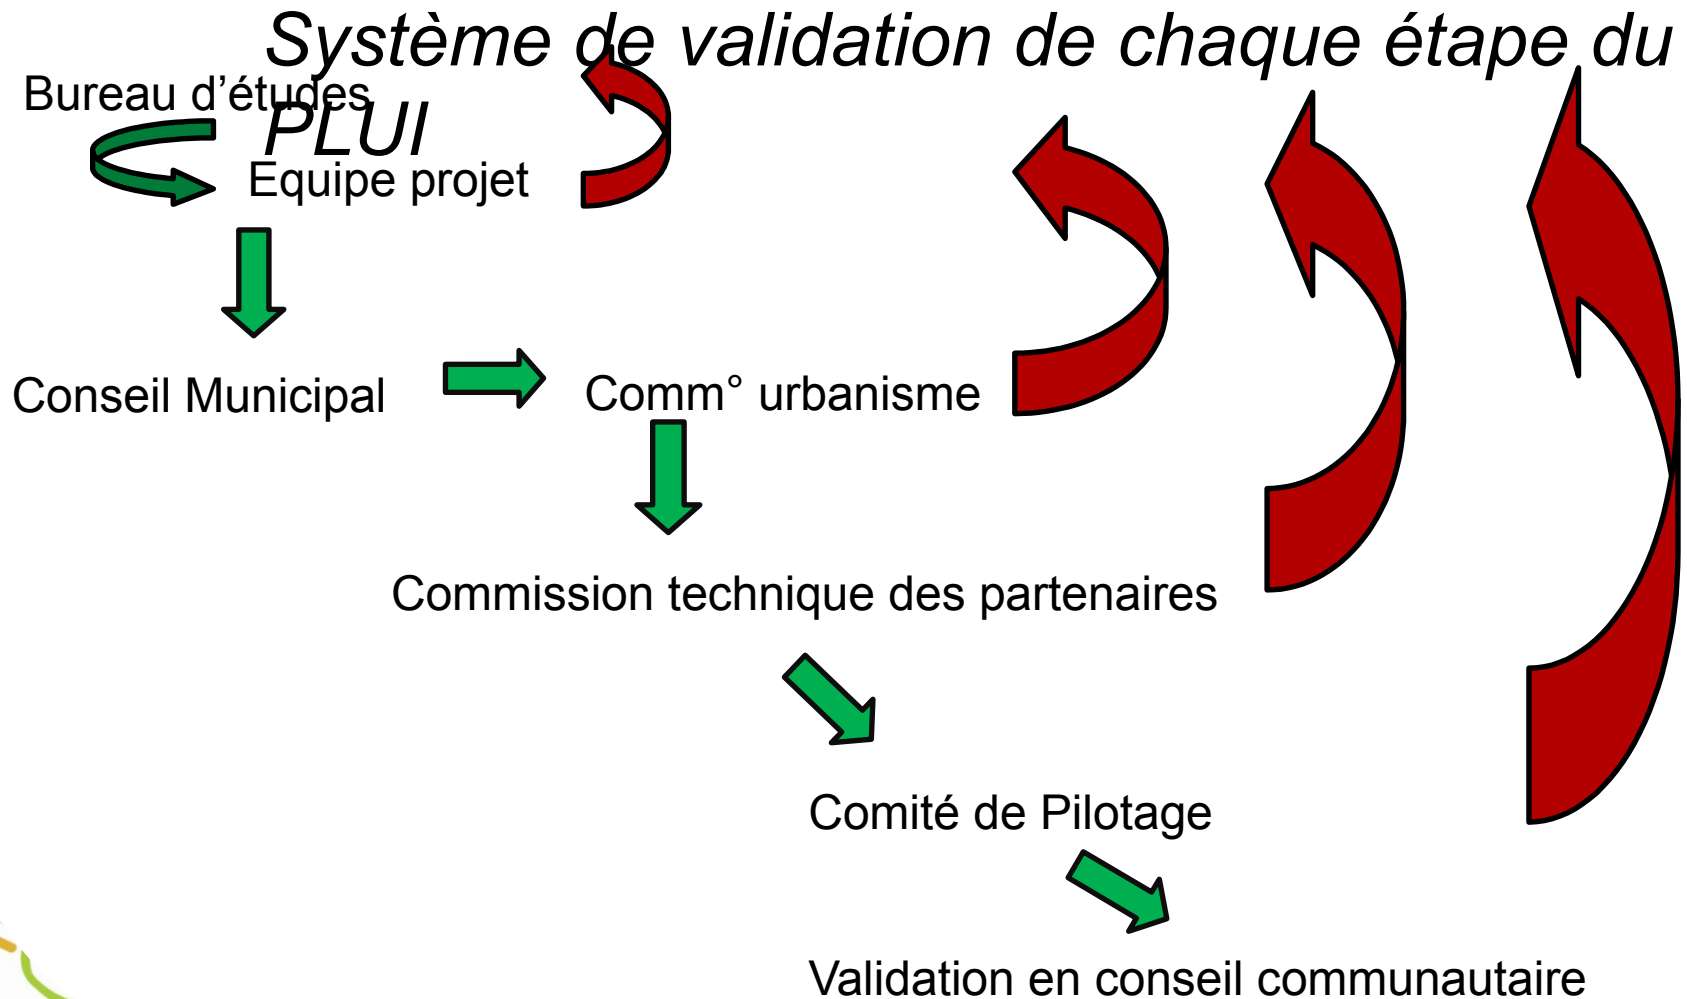 Système de validation de chaque étape du
PLUI
Bureau d’études
Equipe projet
Conseil Municipal
Comm° urbanisme
Commission technique des partenaires
Comité de Pilotage
Validation en conseil communautaire